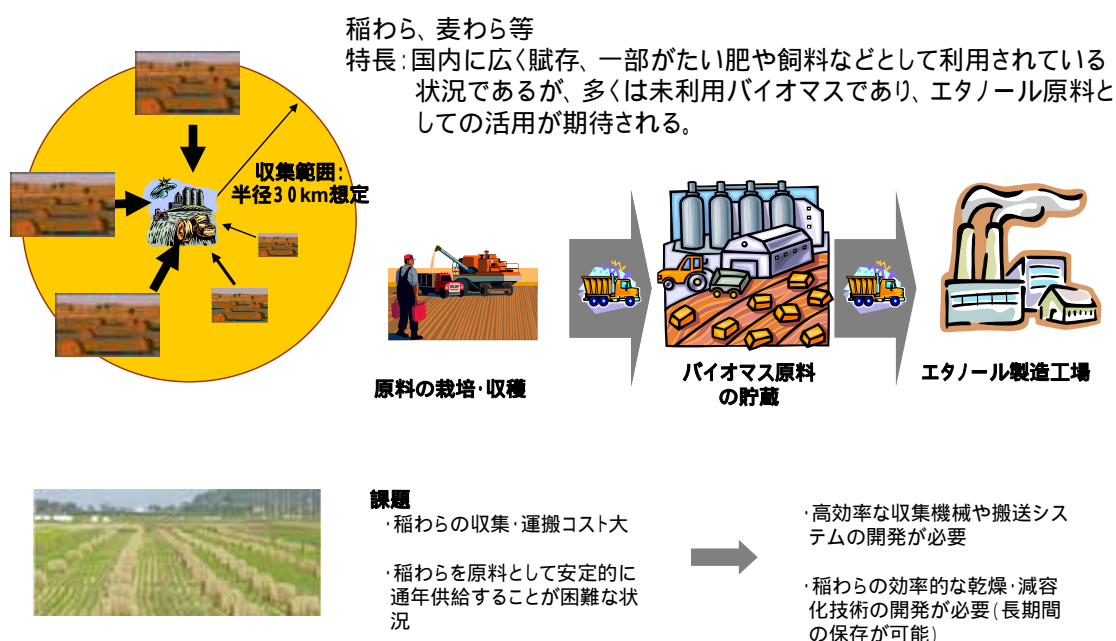 稲わら、麦わら等
特長:国内に広く賦存、一部がたい肥や飼料などとして利用されている
状況であるが、多くは未利用バイオマスであり、エタノール原料と
しての活用が期待される。
収集範囲:
半径30km想定
原料の栽培・収穫
バイオマス原料
の貯蔵
エタノール製造工場
課題
・稲わらの収集・運搬コスト大
・稲わらを原料として安定的に
通年供給することが困難な状
況
・高効率な収集機械や搬送シス
テムの開発が必要
・稲わらの効率的な乾燥・減容
化技術の開発が必要(長期間
の保存が可能)